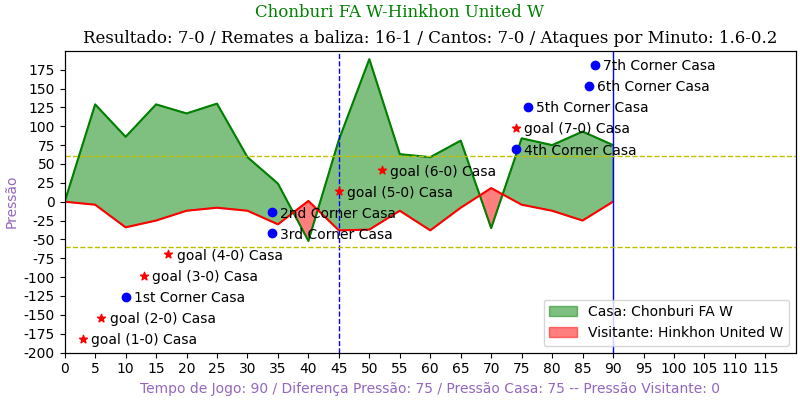 Chonburi FA W-Hinkhon United W
Resultado: 7-0 / Remates a baliza: 16-1 / Cantos: 7-0 / Ataques por Minuto: 1.6-0.2
Pressão
175
150
125
100
75
50
25
0
-25
-50
-75
-100
-125
-150
-175
-200
7th Corner Casa
6th Corner Casa
5th Corner Casa
goal (7-0) Casa
4th Corner Casa
goal (6-0) Casa
goal (5-0) Casa
2nd Corner Casa
3rd Corner Casa
goal (4-0) Casa
goal (3-0) Casa
1st Corner Casa
goal (2-0) Casa
goal (1-0) Casa
Casa: Chonburi FA W
Visitante: Hinkhon United W
0 5 10 15 20 25 30 35 40 45 50 55 60 65 70 75 80 85 90 95 100 105 110 115
Tempo de Jogo: 90 / Diferença Pressão: 75 / Pressão Casa: 75 -- Pressão Visitante: 0